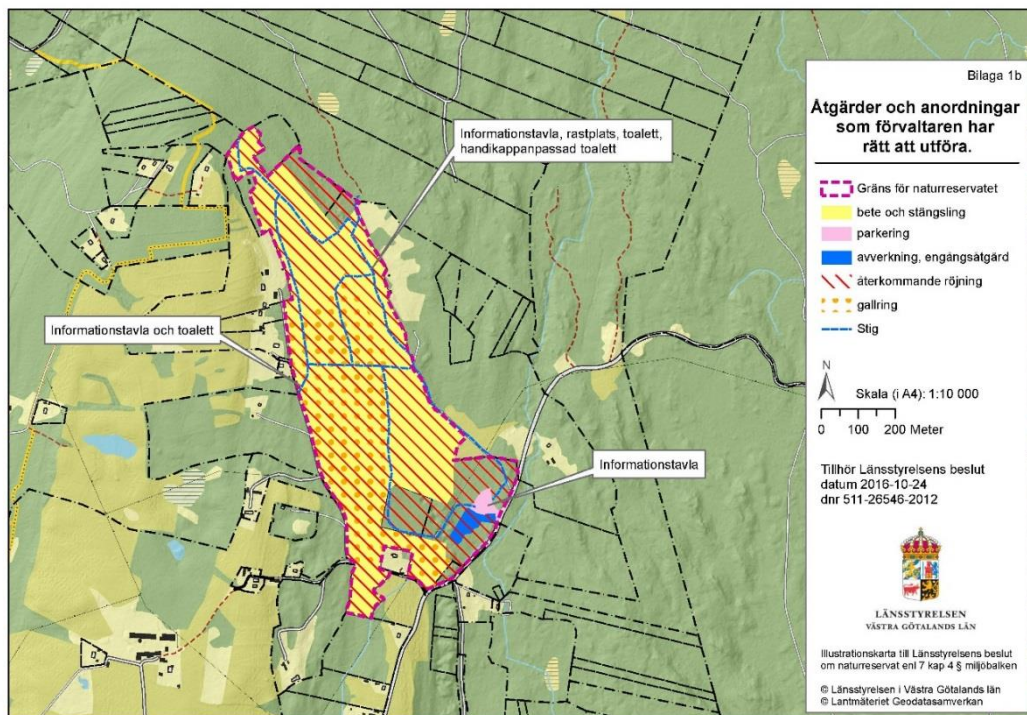 Bilaga 1b
Åtgärder och anordningar
som förvaltaren har
rätt att utföra.
Gräns för naturreservatet
bete och stängsling
parkering
avverkning, engångsåtgärd
återkommande röjning
gallring
Stig
N
Skala (i A4): 1:10 000
0 100 200 Meter
Tillhör Länsstyrelsens beslut
datum 2016-10-24
dnr 511-26546-2012
LÄNSSTYRELSEN
VÄSTRA GÖTALANDS LÄN
Illustrationskarta till Länsstyrelsens beslut
om naturreservat enl 7 kap 4 § miljöbalken
© Länsstyrelsen i Västra Götalands län
© Lantmäteriet Geodatasamverkan
Informationstavla, rastplats, toalett,
handikappanpassad toalett
Informationstavla och toalett
Informationstavla